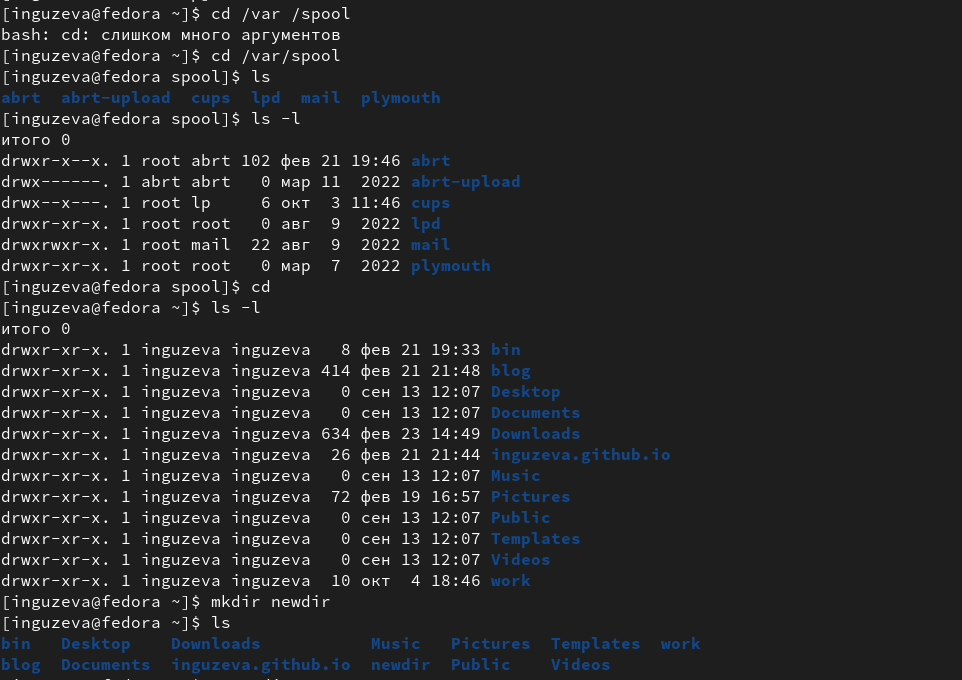 [inguzeva@fedora ~]$ cd /var /spool
bash: cd: слишком много аргументов
[inguzeva@fedora ~]$ cd /var/spool
[inguzeva@fedora spool]$ ls
abrt  abrt-upload  cups  lpd  mail  plymouth
[inguzeva@fedora spool]$ ls -l
итого 0
drwxr-x--x. 1 root abrt 102 фев 21 19:46 abrt
drwx------. 1 abrt abrt   0 мар 11  2022 abrt-upload
drwx--x---. 1 root lp     6 окт  3 11:46 cups
drwxr-xr-x. 1 root root   0 авг  9  2022 lpd
drwxrwxr-x. 1 root mail  22 авг  9  2022 mail
drwxr-xr-x. 1 root root   0 мар  7  2022 plymouth
[inguzeva@fedora spool]$ cd
[inguzeva@fedora ~]$ ls -l
итого 0
drwxr-xr-x. 1 inguzeva inguzeva   8 фев 21 19:33 bin
drwxr-xr-x. 1 inguzeva inguzeva 414 фев 21 21:48 blog
drwxr-xr-x. 1 inguzeva inguzeva   0 сен 13 12:07 Desktop
drwxr-xr-x. 1 inguzeva inguzeva   0 сен 13 12:07 Documents
drwxr-xr-x. 1 inguzeva inguzeva 634 фев 23 14:49 Downloads
drwxr-xr-x. 1 inguzeva inguzeva  26 фев 21 21:44 inguzeva.github.io
drwxr-xr-x. 1 inguzeva inguzeva   0 сен 13 12:07 Music
drwxr-xr-x. 1 inguzeva inguzeva  72 фев 19 16:57 Pictures
drwxr-xr-x. 1 inguzeva inguzeva   0 сен 13 12:07 Public
drwxr-xr-x. 1 inguzeva inguzeva   0 сен 13 12:07 Templates
drwxr-xr-x. 1 inguzeva inguzeva   0 сен 13 12:07 Videos
drwxr-xr-x. 1 inguzeva inguzeva  10 окт  4 18:46 work
[inguzeva@fedora ~]$ mkdir newdir
[inguzeva@fedora ~]$ ls
bin   Desktop    Downloads           Music   Pictures  Templates  work
blog  Documents  inguzeva.github.io  newdir  Public    Videos